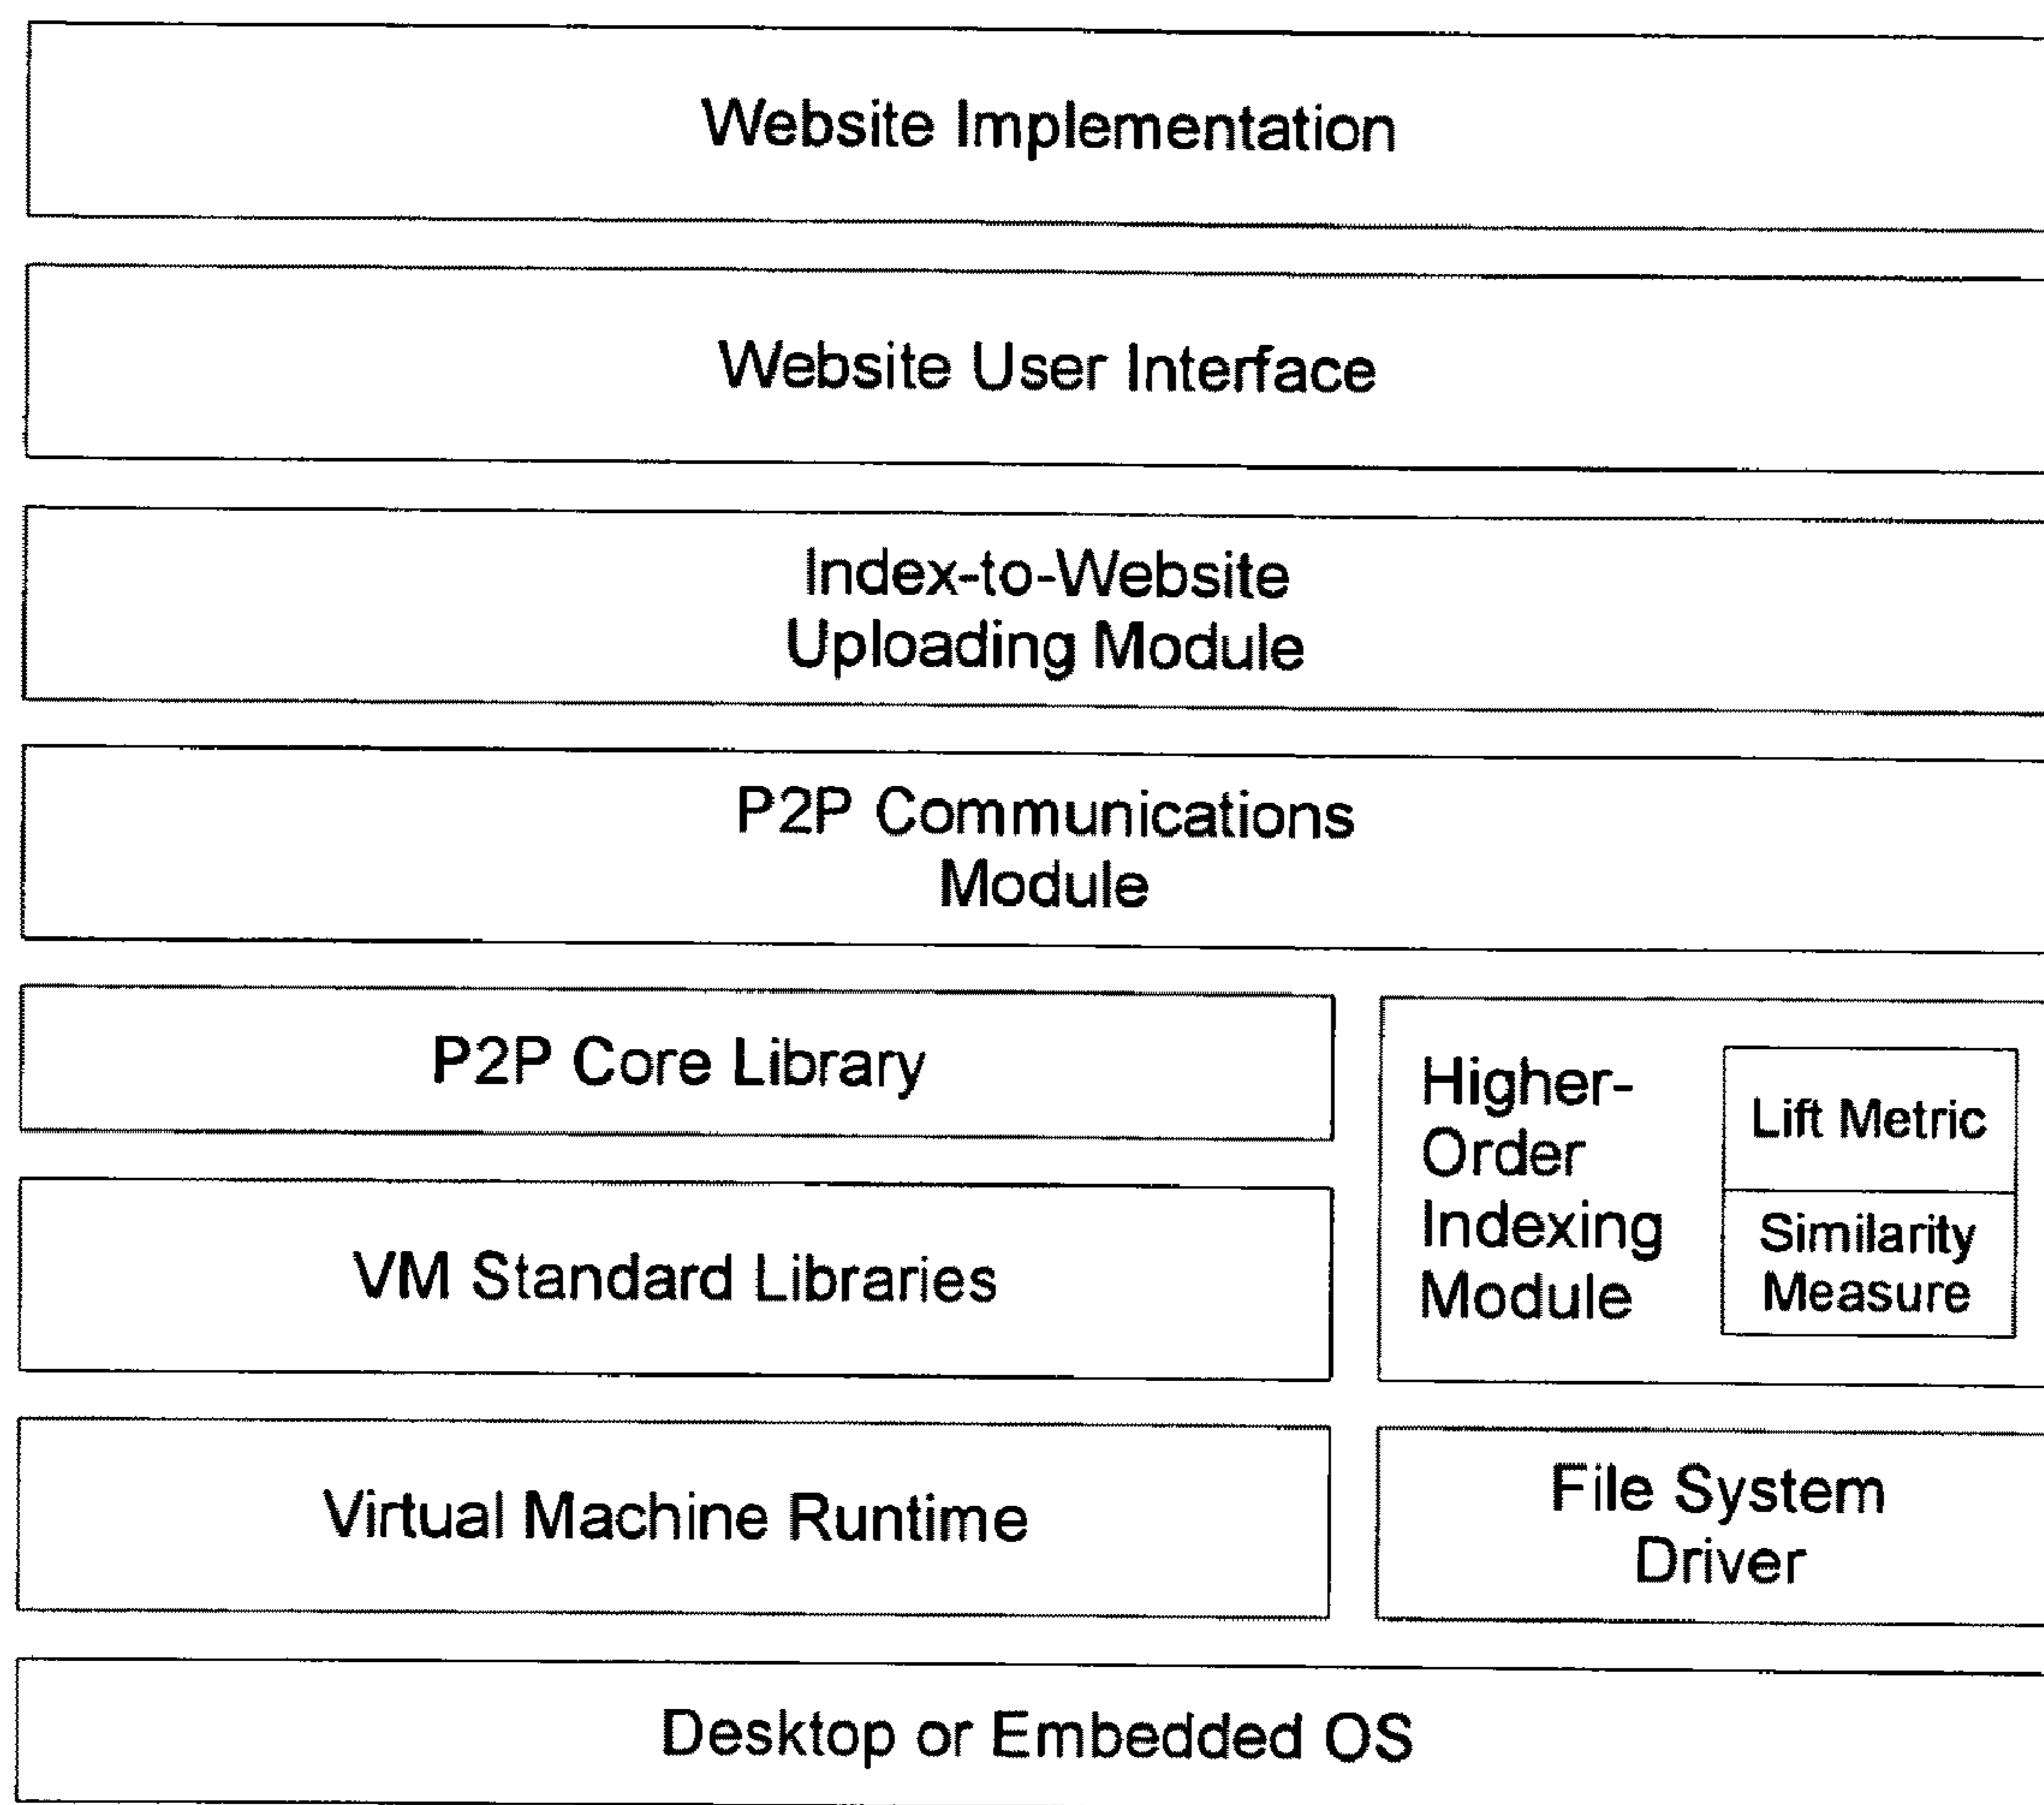 Website Implementation
Website User Interface
Index-to-Website
Uploading Module
P2P Communications
Module
P2P Core Library
VM Standard Libraries
Higher-
Order
Indexing
Module
Lift Metric
Similarity
Measure
Virtual Machine Runtime
File System
Driver
Desktop or Embedded OS